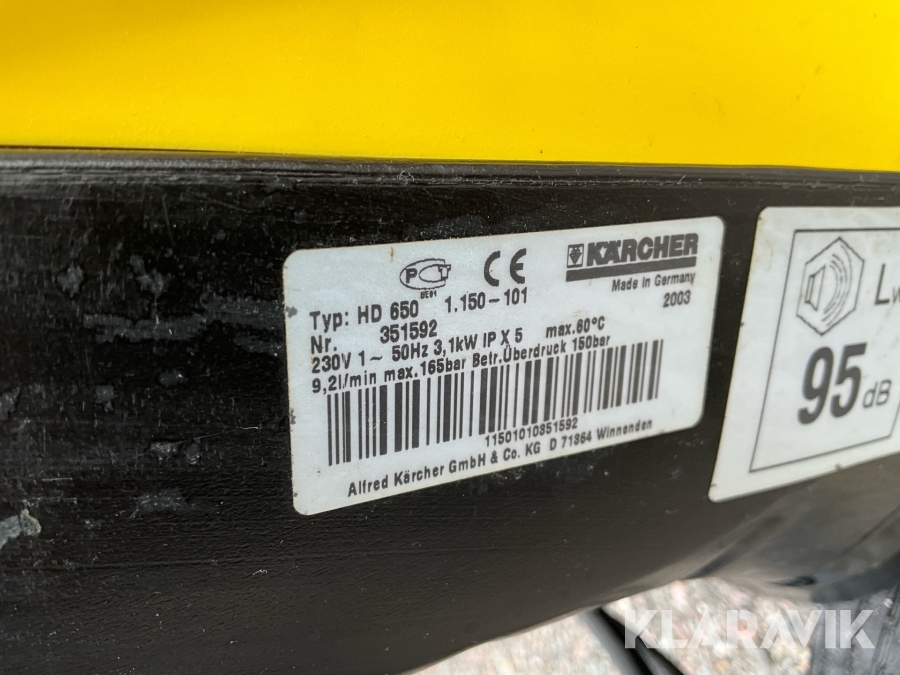 PCT
BE01
CE
KÄRCHER
Made in Germany
2003
Typ: HD 650 1.150-101
Nr. 351592
230V 1~ 50Hz 3,1kW IP X 5 max.60°C
9,2l/min max.165bar Betr.Überdruck 150bar
11501010351592
Alfred Kärcher GmbH & Co. KG D 71364 Winnenden
95 dB
KLARAVIK